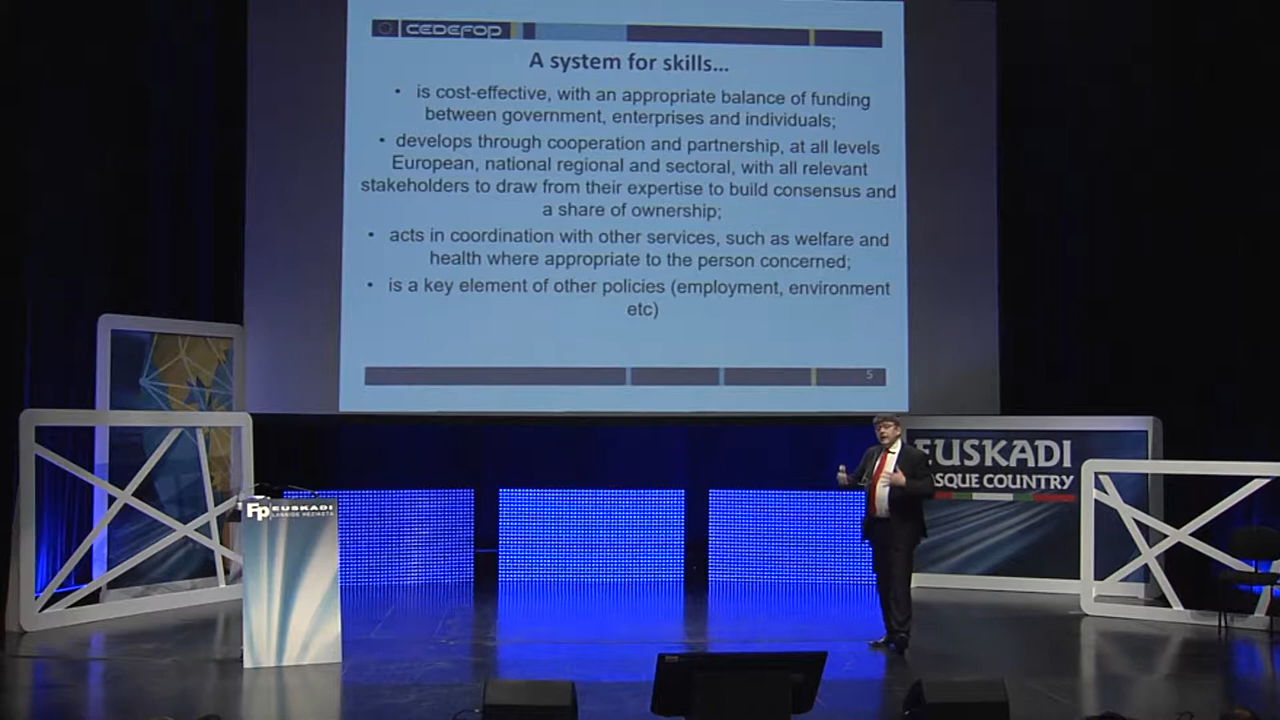 CEDEFOP
A system for skills...
• is cost-effective, with an appropriate balance of funding
between government, enterprises and individuals;
• develops through cooperation and partnership, at all levels
European, national regional and sectoral, with all relevant
stakeholders to draw from their expertise to build consensus and
a share of ownership;
• acts in coordination with other services, such as welfare and
health where appropriate to the person concerned;
• is a key element of other policies (employment, environment
etc)
5
EUSKADI
ASQUE COUNTRY
Fp EUSKADI
LANBIDE HEZIKETA